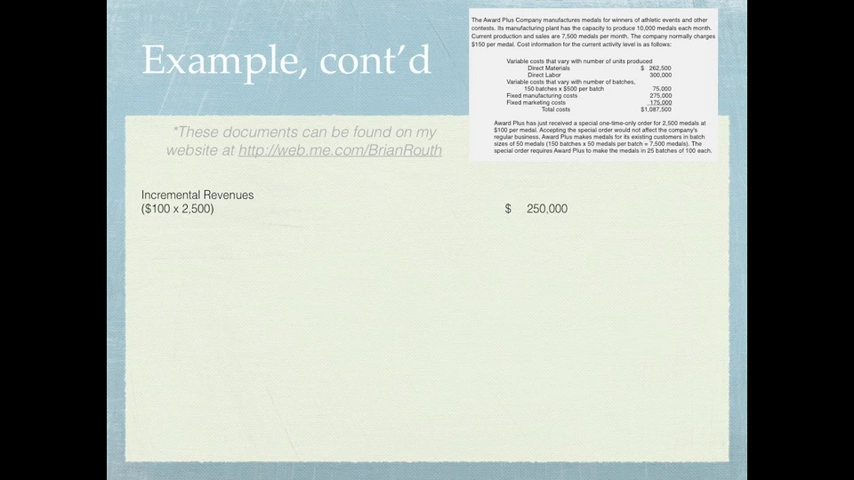 Example, cont’d
The Award Plus Company manufactures medals for winners of athletic events and other
contests. Its manufacturing plant has the capacity to produce 10,000 medals each month.
Current production and sales are 7,500 medals per month. The company normally charges
$150 per medal. Cost information for the current activity level is as follows:
Variable costs that vary with number of units produced
Direct Materials $ 262,500
Direct Labor 300,000
Variable costs that vary with number of batches,
150 batches x $500 per batch 75,000
Fixed manufacturing costs 275,000
Fixed marketing costs 175,000
Total costs $1,087,500
Award Plus has just received a special one-time-only order for 2,500 medals at
$100 per medal. Accepting the special order would not affect the company's
regular business. Award Plus makes medals for its existing customers in batch
sizes of 50 medals (150 batches x 50 medals per batch = 7,500 medals). The
special order requires Award Plus to make the medals in 25 batches of 100 each.
*These documents can be found on my
website at http://web.me.com/BrianRouth
Incremental Revenues
($100 x 2,500) $ 250,000